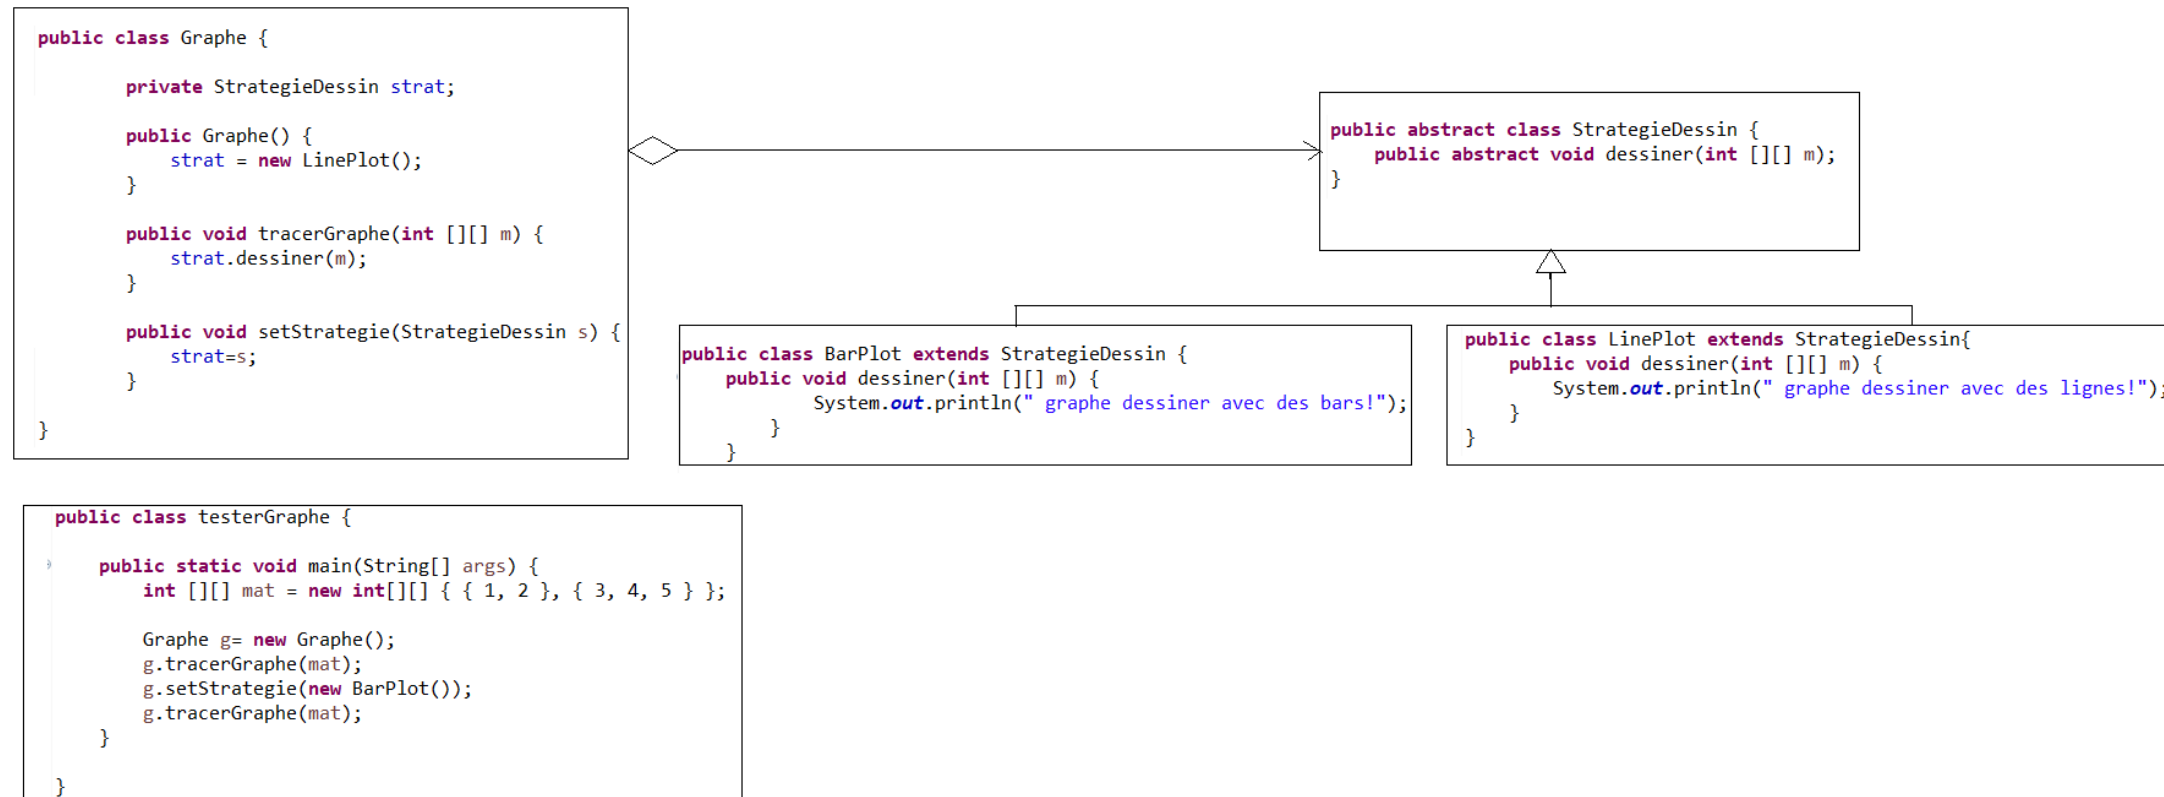 public class Graphe {
private StrategieDessin strat;
public Graphe() {
strat = new LinePlot();
}
public void tracerGraphe(int [][] m) {
strat.dessiner(m);
}
public void setStrategie(StrategieDessin s) {
strat=s;
}
}
public abstract class StrategieDessin {
public abstract void dessiner(int [][] m);
}
public class BarPlot extends StrategieDessin {
public void dessiner(int [][] m) {
System.out.println(" graphe dessiner avec des bars!");
}
}
public class LinePlot extends StrategieDessin{
public void dessiner(int [][] m) {
System.out.println(" graphe dessiner avec des lignes!");
}
}
public class testerGraphe {
public static void main(String[] args) {
int [][] mat = new int[][] { { 1, 2 }, { 3, 4, 5 } };
Graphe g= new Graphe();
g.tracerGraphe(mat);
g.setStrategie(new BarPlot());
g.tracerGraphe(mat);
}
}